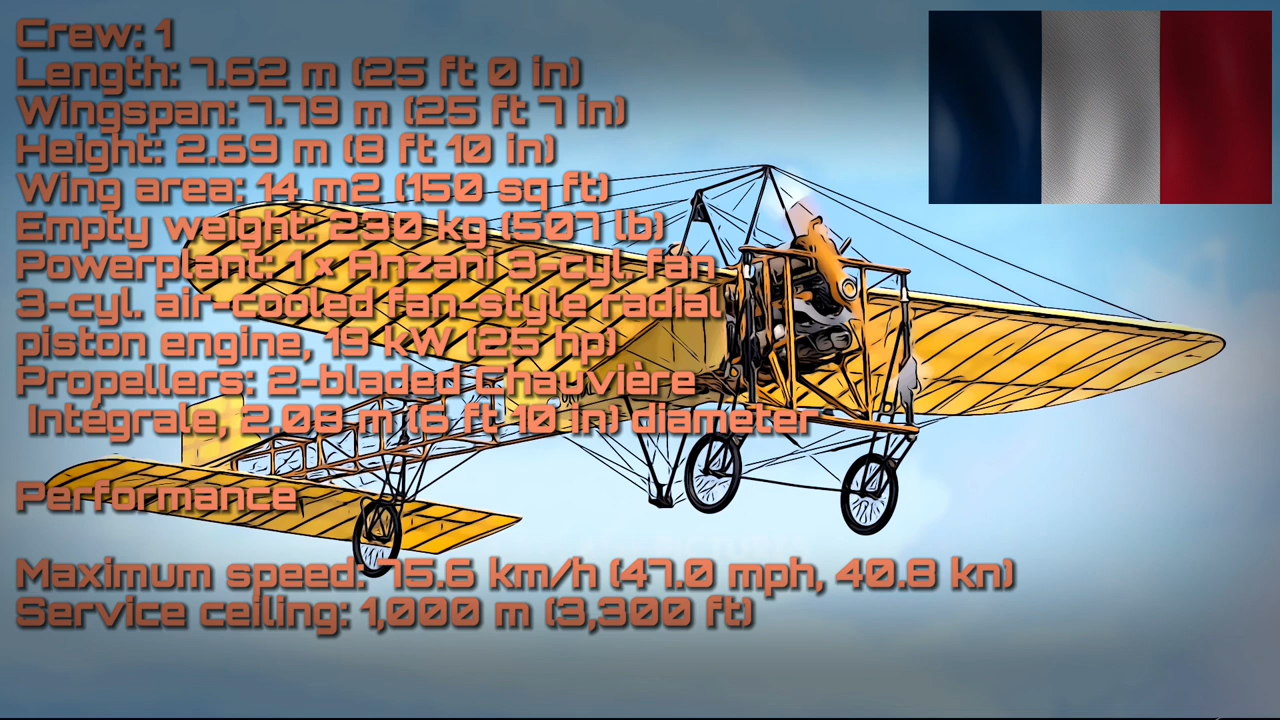 Crew: 1
Length: 7.62 m (25 ft 0 in)
Wingspan: 7.79 m (25 ft 7 in)
Height: 2.69 m (8 ft 10 in)
Wing area: 14 m2 (150 sq ft)
Empty weight: 230 kg (507 lb)
Powerplant: 1 x Anzani 3-cyl. fan
3-cyl. air-cooled fan-style radial
piston engine, 19 kW (25 hp)
Propellers: 2-bladed Chauvière
Intégrale, 2.08 m (6 ft 10 in) diameter
Performance
Maximum speed: 75.6 km/h (47.0 mph, 40.8 kn)
Service ceiling: 1,000 m (3,300 ft)